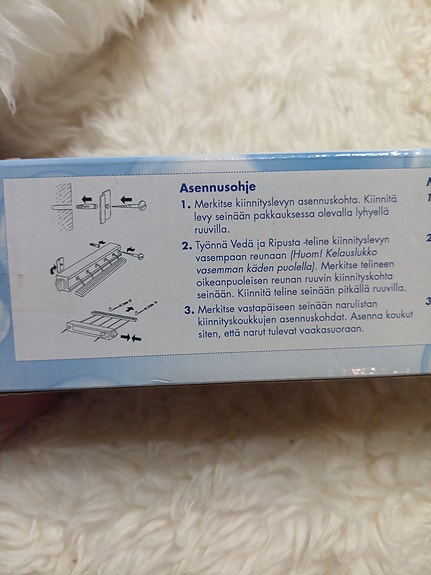 Asennusohje
1. Merkitse kiinnityslevyn asennuskohta. Kiinnitä
levy seinään pakkauksessa olevalla lyhyellä
ruuvilla.
2. Työnnä Vedä ja Ripusta -teline kiinnityslevyn
vasempaan reunaan (Huom! Kelauslukko
vasemman käden puolella). Merkitse telineen
oikeanpuoleisen reunan ruuvin kiinnityskohta
seinään. Kiinnitä teline seinään pitkällä ruuvilla.
3. Merkitse vastapäiseen seinään narulistan
kiinnityskoukkujen asennuskohdat. Asenna koukut
siten, että narut tulevat vaakasuoraan.